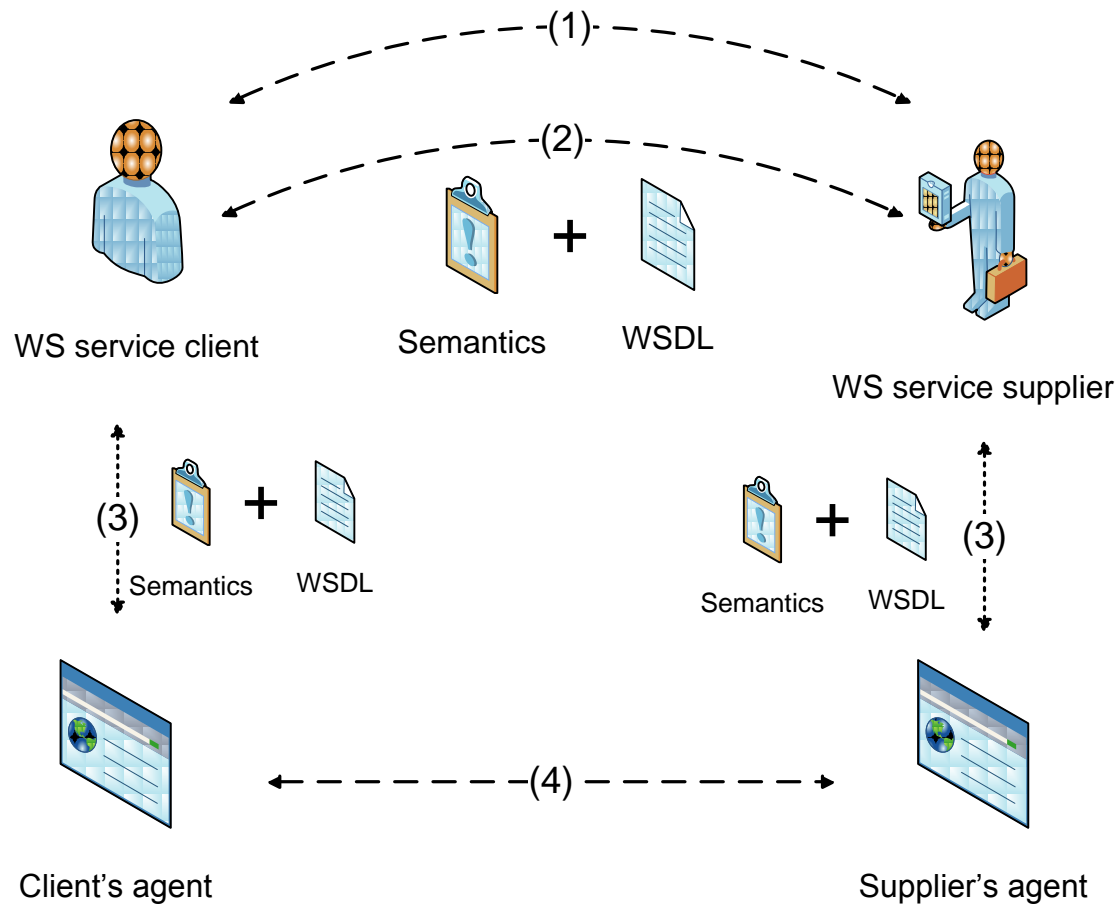 (1)
(2)
WS service client
Semantics
WSDL
WS service supplier
(3)
Semantics
WSDL
(3)
Semantics
WSDL
(4)
Client's agent
Supplier's agent